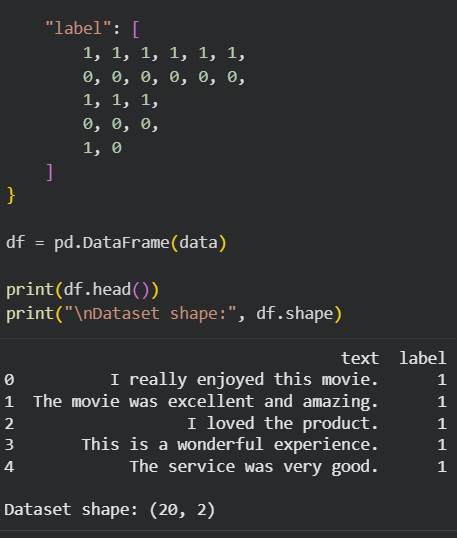 "label": [
1, 1, 1, 1, 1, 1,
0, 0, 0, 0, 0, 0,
1, 1, 1,
0, 0, 0,
1, 0
]
}
df = pd.DataFrame(data)
print(df.head())
print("\nDataset shape:", df.shape)
text label
0 I really enjoyed this movie. 1
1 The movie was excellent and amazing. 1
2 I loved the product. 1
3 This is a wonderful experience. 1
4 The service was very good. 1
Dataset shape: (20, 2)